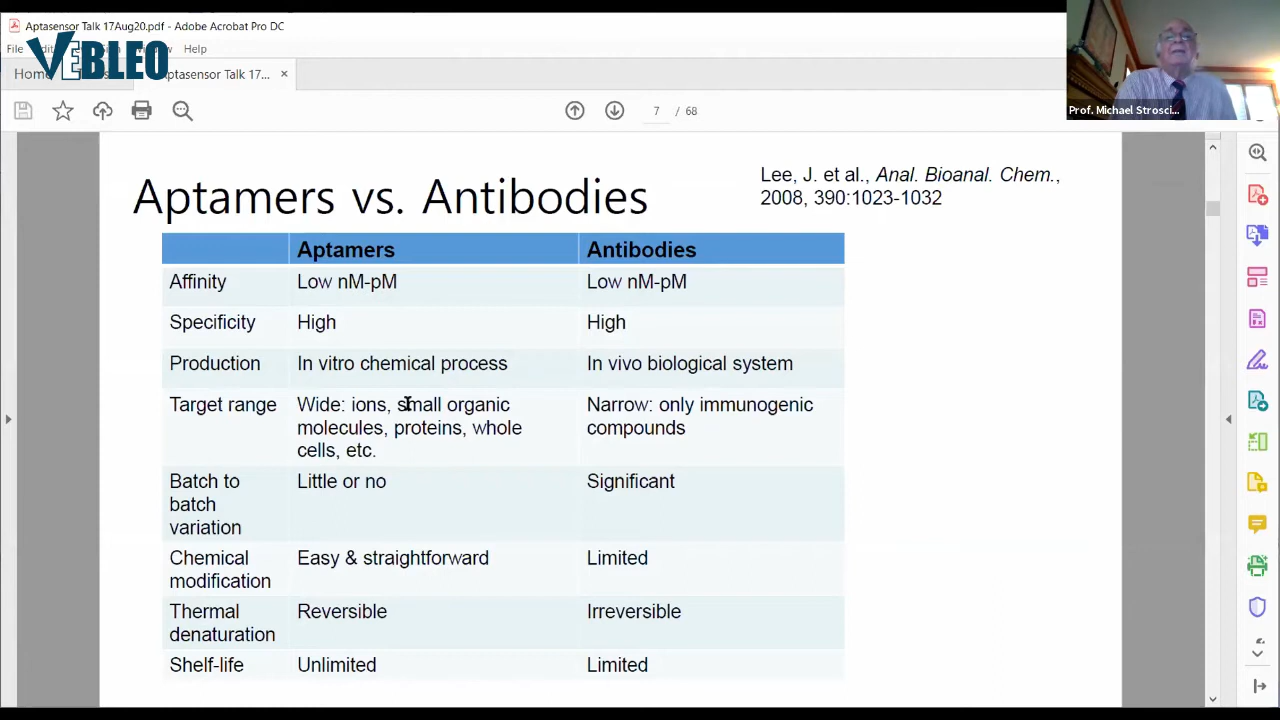 Aptasensor Talk 17Aug20.pdf - Adobe Acrobat Pro DC
File
Help
VEBLEO
Home
Aptasensor Talk 17... ×
7 / 68
Prof. Michael Strosci...
Aptamers vs. Antibodies
Lee, J. et al., Anal. Bioanal. Chem.,
2008, 390:1023-1032
Aptamers Antibodies
Affinity Low nM-pM Low nM-pM
Specificity High High
Production In vitro chemical process In vivo biological system
Target range Wide: ions, small organic Narrow: only immunogenic
molecules, proteins, whole compounds
cells, etc.
Batch to Little or no Significant
batch
variation
Chemical Easy & straightforward Limited
modification
Thermal Reversible Irreversible
denaturation
Shelf-life Unlimited Limited